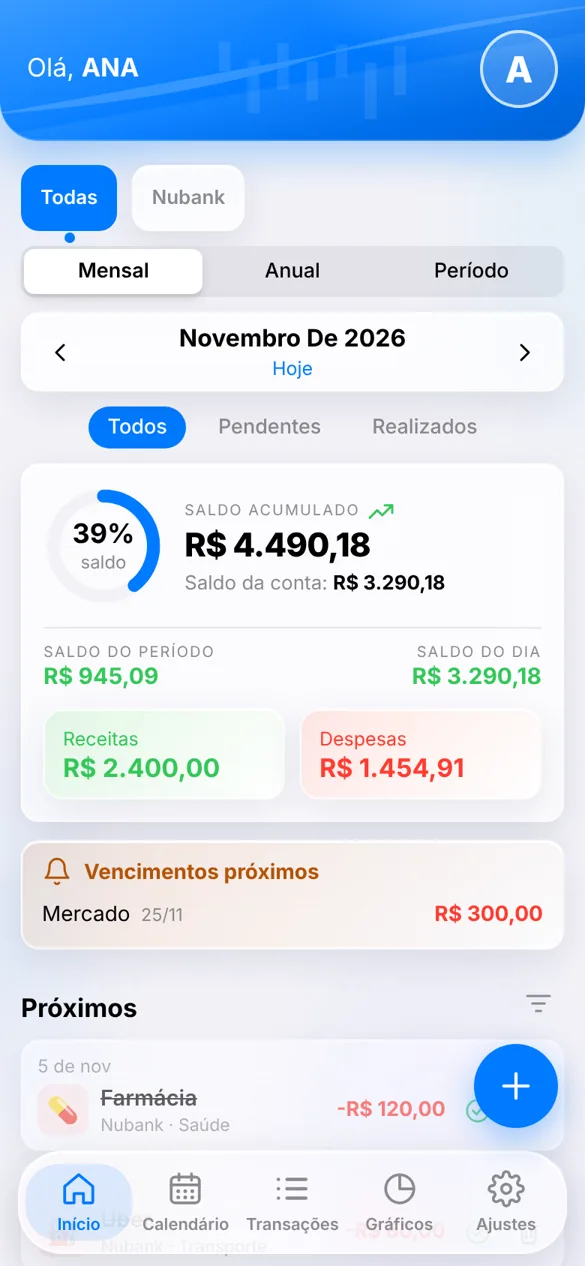 Olá, ANA
A
Todas
Nubank
Mensal
Anual
Período
Novembro De 2026
Hoje
Todos
Pendentes
Realizados
39%
saldo
SALDO ACUMULADO
R$ 4.490,18
Saldo da conta: R$ 3.290,18
SALDO DO PERÍODO
SALDO DO DIA
R$ 945,09
R$ 3.290,18
Receitas
R$ 2.400,00
Despesas
R$ 1.454,91
Vencimentos próximos
Mercado 25/11
R$ 300,00
Próximos
5 de nov
Farmácia
-R$ 120,00
Nubank · Saúde
Uber
Início
Calendário
Transações
Gráficos
Ajustes
Nubank · Transporte